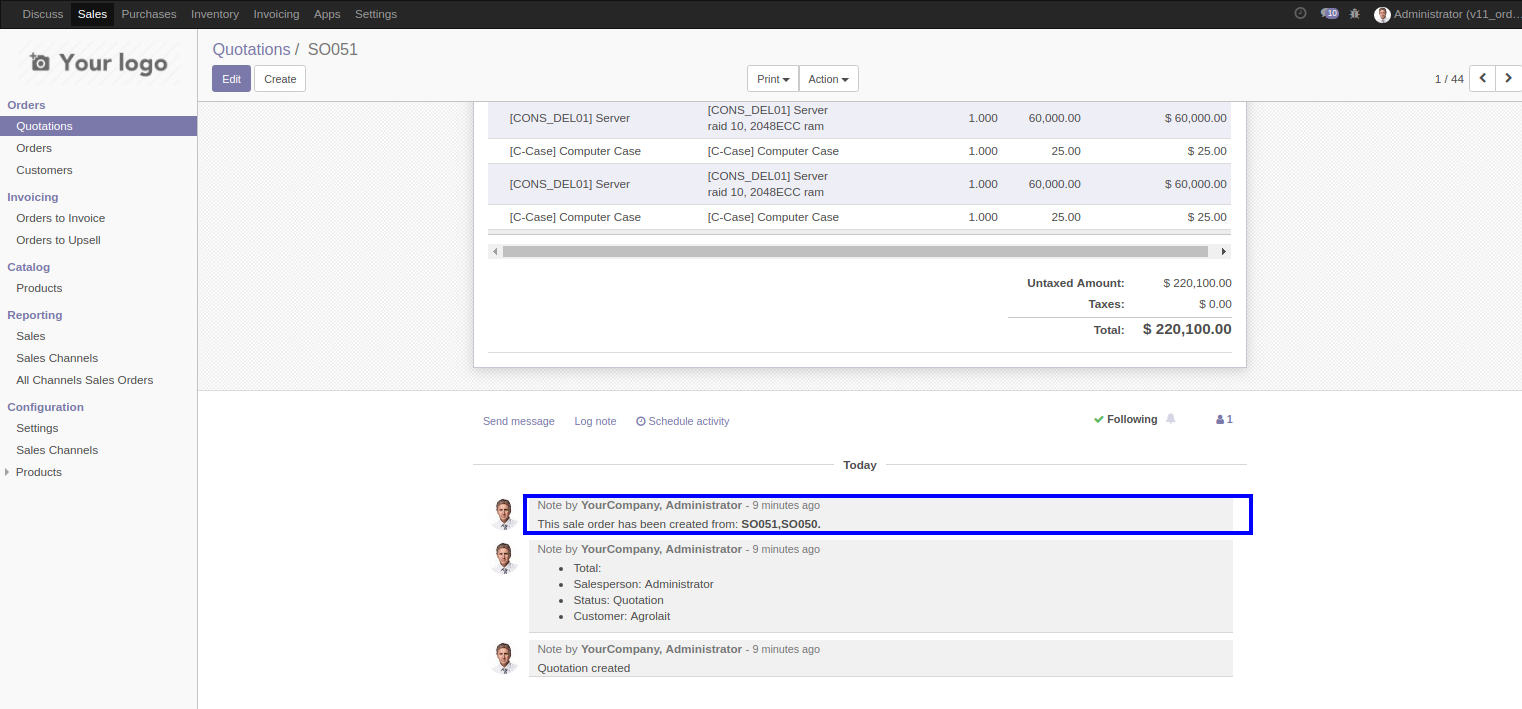 Discuss Sales Purchases Inventory Invoicing Apps Settings 10 Administrator (v11_ord...
Your logo
Orders
Quotations
Orders
Customers
Invoicing
Orders to Invoice
Orders to Upsell
Catalog
Products
Reporting
Sales
Sales Channels
All Channels Sales Orders
Configuration
Settings
Sales Channels
Products
Quotations / SO051
Edit Create Print Action 1 / 44
[CONS_DEL01] Server [CONS_DEL01] Server 1.000 60,000.00 $ 60,000.00
raid 10, 2048ECC ram
[C-Case] Computer Case [C-Case] Computer Case 1.000 25.00 $ 25.00
[CONS_DEL01] Server [CONS_DEL01] Server 1.000 60,000.00 $ 60,000.00
raid 10, 2048ECC ram
[C-Case] Computer Case [C-Case] Computer Case 1.000 25.00 $ 25.00
Untaxed Amount: $ 220,100.00
Taxes: $ 0.00
Total: $ 220,100.00
Send message Log note Schedule activity Following 1
Today
Note by YourCompany, Administrator - 9 minutes ago
This sale order has been created from: SO051,SO050.
Note by YourCompany, Administrator - 9 minutes ago
• Total:
• Salesperson: Administrator
• Status: Quotation
• Customer: Agrolait
Note by YourCompany, Administrator - 9 minutes ago
Quotation created